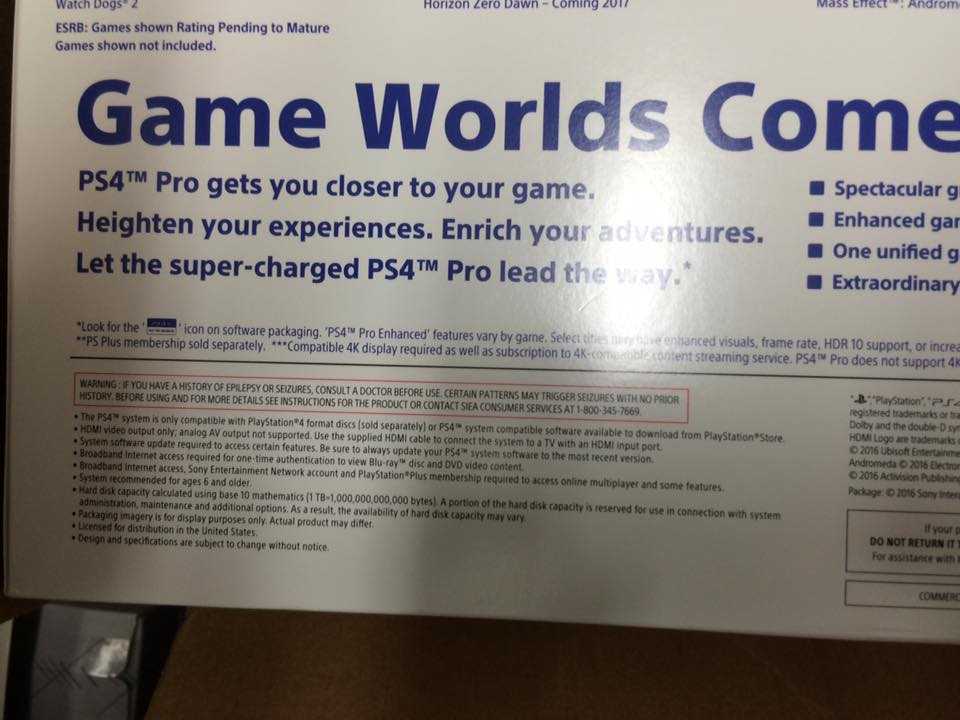 Watch Dogs® 2
Horizon Zero Dawn – Coming 2017
Mass Effect™: Androm
ESRB: Games shown Rating Pending to Mature
Games shown not included.
Game Worlds Come
PS4™ Pro gets you closer to your game.
Heighten your experiences. Enrich your adventures.
Let the super-charged PS4™ Pro lead the way.*
■ Spectacular g
■ Enhanced gam
■ One unified g
■ Extraordinary
*Look for the ' ' icon on software packaging. 'PS4™ Pro Enhanced' features vary by game. Select titles may have enhanced visuals, frame rate, HDR 10 support, or increa
**PS Plus membership sold separately. ***Compatible 4K display required as well as subscription to 4K-compatible content streaming service. PS4™ Pro does not support 4K
WARNING : IF YOU HAVE A HISTORY OF EPILEPSY OR SEIZURES, CONSULT A DOCTOR BEFORE USE. CERTAIN PATTERNS MAY TRIGGER SEIZURES WITH NO PRIOR
HISTORY. BEFORE USING AND FOR MORE DETAILS SEE INSTRUCTIONS FOR THE PRODUCT OR CONTACT SIEA CONSUMER SERVICES AT 1-800-345-7669.
• The PS4™ system is only compatible with PlayStation®4 format discs (sold separately) or PS4™ system compatible software available to download from PlayStation®Store.
• HDMI video output only; analog AV output not supported. Use the supplied HDMI cable to connect the system to a TV with an HDMI input port.
• System software update required to access certain features. Be sure to always update your PS4™ system to the most recent version.
• Broadband Internet access required for one-time authentication to view Blu-ray™ disc and DVD video content.
• Broadband Internet access, Sony Entertainment Network account and PlayStation®Plus membership required to access online multiplayer and some features.
• System recommended for ages 6 and older.
• Hard disk capacity calculated using base 10 mathematics (1 TB=1,000,000,000,000 bytes). A portion of the hard disk capacity is reserved for use in connection with system
administration, maintenance and additional options. As a result, the availability of hard disk capacity may vary.
• Packaging imagery is for display purposes only. Actual product may differ.
• Licensed for distribution in the United States.
• Design and specifications are subject to change without notice.
"PlayStation", "PS4
registered trademarks or tra
Dolby and the double-D sym
HDMI Logo are trademarks o
© 2016 Ubisoft Entertainme
Andromeda © 2016 Electron
© 2016 Activision Publishing
Package: © 2016 Sony Intera
If your p
DO NOT RETURN IT T
For assistance with
COMMERC